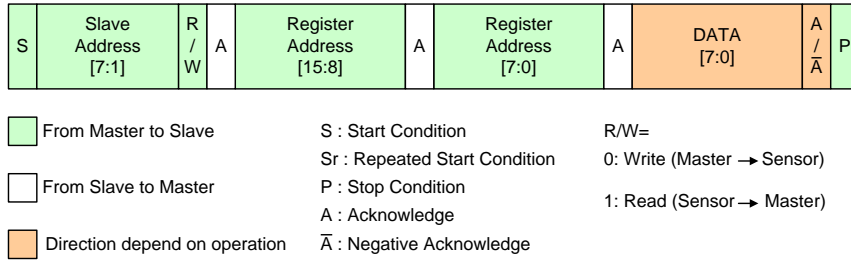 S
Slave
Address
[7:1]
R
/
W
A
Register
Address
[15:8]
A
Register
Address
[7:0]
A
DATA
[7:0]
A
/
A̅
P
From Master to Slave
From Slave to Master
Direction depend on operation
S : Start Condition
Sr : Repeated Start Condition
P : Stop Condition
A : Acknowledge
A̅ : Negative Acknowledge
R/W=
0: Write (Master → Sensor)
1: Read (Sensor → Master)